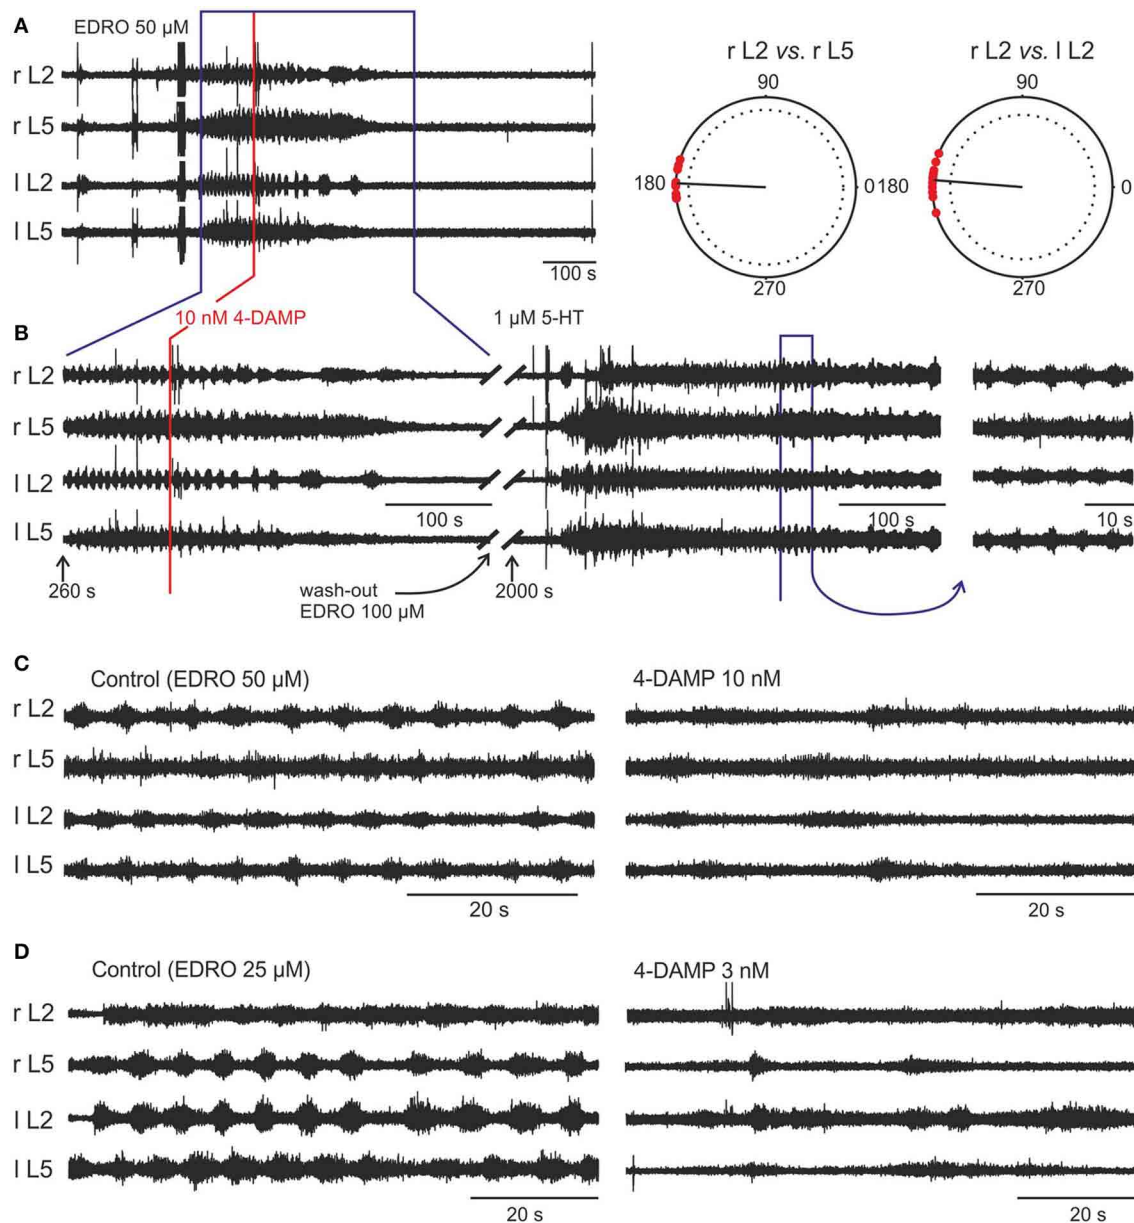 A
EDRO 50 µM
r L2
r L5
l L2
l L5
100 s
r L2 vs. r L5
90
180
0
270
r L2 vs. l L2
90
180
0
270
10 nM 4-DAMP
1 µM 5-HT
B
r L2
r L5
l L2
l L5
100 s
100 s
10 s
260 s
wash-out
EDRO 100 µM
2000 s
C
Control (EDRO 50 µM)
4-DAMP 10 nM
r L2
r L5
l L2
l L5
20 s
20 s
D
Control (EDRO 25 µM)
4-DAMP 3 nM
r L2
r L5
l L2
l L5
20 s
20 s